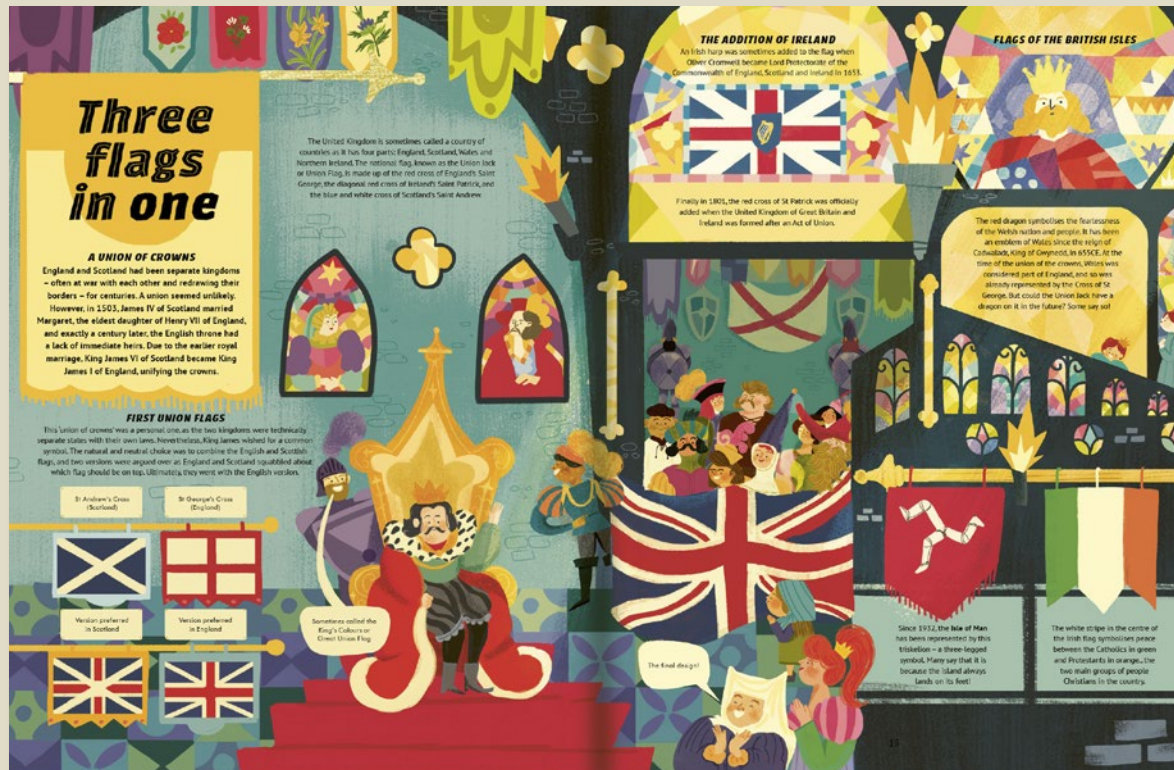 Three
flags
in one
A UNION OF CROWNS
England and Scotland had been separate kingdoms
– often at war with each other and redrawing their
borders – for centuries. A union seemed unlikely.
However, in 1503, James IV of Scotland married
Margaret, the eldest daughter of Henry VII of England,
and exactly a century later, the English throne had
a lack of immediate heirs. Due to the earlier royal
marriage, King James VI of Scotland became King
James I of England, unifying the crowns.
The United Kingdom is sometimes called a country of
countries as it has four parts: England, Scotland, Wales and
Northern Ireland. The national flag, known as the Union Jack
or Union Flag, is made up of the red cross of England's Saint
George, the diagonal red cross of Ireland's Saint Patrick, and
the blue and white cross of Scotland's Saint Andrew.
FIRST UNION FLAGS
This 'union of crowns' was a personal one, as the two kingdoms were technically
separate states with their own laws. Nevertheless, King James wished for a common
symbol. The natural and neutral choice was to combine the English and Scottish
flags, and two versions were argued over as England and Scotland squabbled about
which flag should be on top. Ultimately, they went with the English version.
St Andrew's Cross
(Scotland)
St George's Cross
(England)
Version preferred
in Scotland
Version preferred
in England
Sometimes called the
King's Colours or
Great Union Flag
THE ADDITION OF IRELAND
An Irish harp was sometimes added to the flag when
Oliver Cromwell became Lord Protectorate of the
Commonwealth of England, Scotland and Ireland in 1653.
Finally in 1801, the red cross of St Patrick was officially
added when the United Kingdom of Great Britain and
Ireland was formed after an Act of Union.
The final design!
FLAGS OF THE BRITISH ISLES
The red dragon symbolises the fearlessness
of the Welsh nation and people. It has been
an emblem of Wales since the reign of
Cadwaladr, King of Gwynedd, in 655CE. At the
time of the union of the crowns, Wales was
considered part of England, and so was
already represented by the Cross of St
George. But could the Union Jack have a
dragon on it in the future? Some say so!
Since 1932, the Isle of Man
has been represented by this
triskelion – a three-legged
symbol. Many say that it is
because the island always
lands on its feet!
The white stripe in the centre of
the Irish flag symbolises peace
between the Catholics in green
and Protestants in orange., the
two main groups of people
Christians in the country.
15